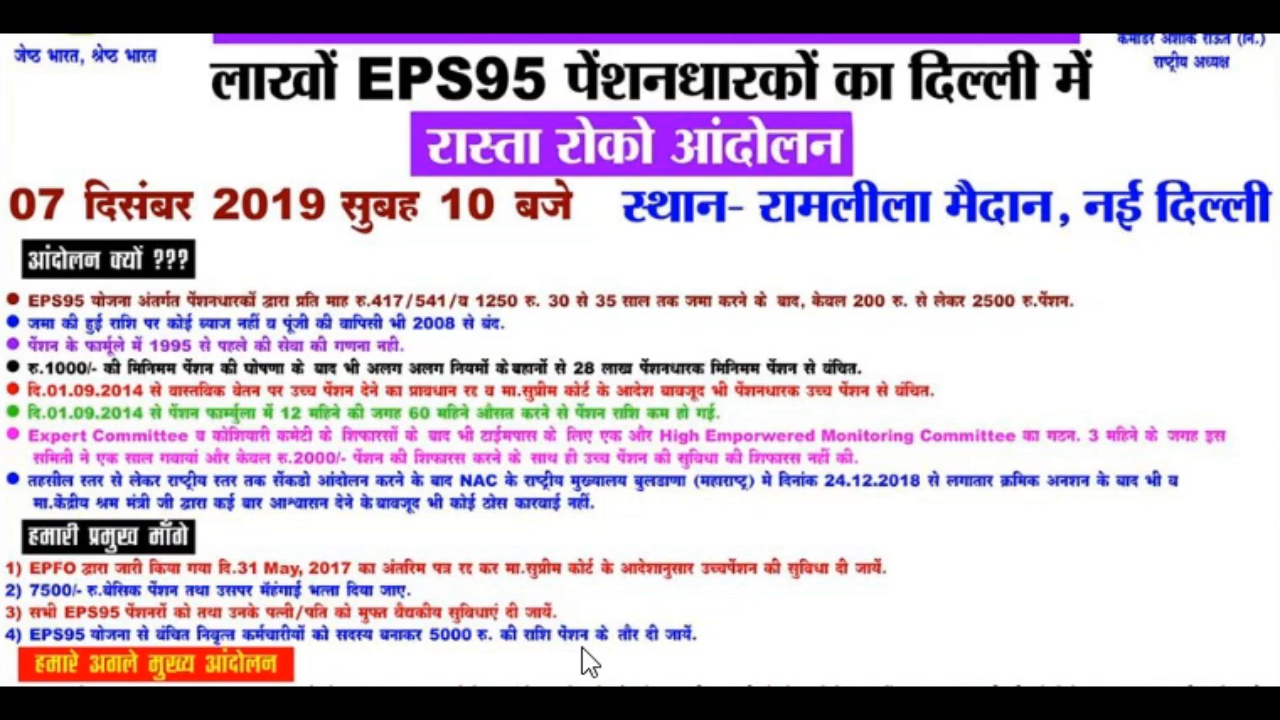 जेष्ठ भारत, श्रेष्ठ भारत
कमांडर अशोक राऊत (नि.)
राष्ट्रीय अध्यक्ष
लाखों EPS95 पेंशनधारकों का दिल्ली में
रास्ता रोको आंदोलन
07 दिसंबर 2019 सुबह 10 बजे स्थान- रामलीला मैदान, नई दिल्ली
आंदोलन क्यों ???
● EPS95 योजना अंतर्गत पेंशनधारकों द्वारा प्रति माह रु.417/541/व 1250 रु. 30 से 35 साल तक जमा करने के बाद, केवल 200 रु. से लेकर 2500 रु.पेंशन.
● जमा की हुई राशि पर कोई ब्याज नहीं व पूंजी की वापिसी भी 2008 से बंद.
● पेंशन के फार्मूले में 1995 से पहले की सेवा की गणना नही.
● रु.1000/- की मिनिमम पेंशन की घोषणा के बाद भी अलग अलग नियमों के बहानों से 28 लाख पेंशनधारक मिनिमम पेंशन से वंचित.
● दि.01.09.2014 से वास्तविक वेतन पर उच्च पेंशन देने का प्रावधान रद्द व मा.सुप्रीम कोर्ट के आदेश बावजूद भी पेंशनधारक उच्च पेंशन से वंचित.
● दि.01.09.2014 से पेंशन फार्म्युला में 12 महिने की जगह 60 महिने औसत करने से पेंशन राशि कम हो गई.
● Expert Committee व कोशियारी कमेटी के शिफारसों के बाद भी टाईमपास के लिए एक और High Emporwered Monitoring Committee का गठन. 3 महिने के जगह इस
समिती ने एक साल गवायां और केवल रु.2000/- पेंशन की शिफारस करने के साथ ही उच्च पेंशन की सुविधा की शिफारस नहीं की.
● तहसील स्तर से लेकर राष्ट्रीय स्तर तक सेंकडो आंदोलन करने के बाद NAC के राष्ट्रीय मुख्यालय बुलडाणा (महाराष्ट्र) मे दिनांक 24.12.2018 से लगातार क्रमिक अनशन के बाद भी व
मा.केंद्रीय श्रम मंत्री जी द्वारा कई बार आश्वासन देने के बावजूद भी कोई ठोस कारवाई नहीं.
हमारी प्रमुख माँगे
1) EPFO द्वारा जारी किया गया दि.31 May, 2017 का अंतरिम पत्र रद्द कर मा.सुप्रीम कोर्ट के आदेशानुसार उच्चपेंशन की सुविधा दी जायें.
2) 7500/- रु.बेसिक पेंशन तथा उसपर मॅहंगाई भत्ता दिया जाए.
3) सभी EPS95 पेंशनरों को तथा उनके पत्नी/पति को मुफ्त वैद्यकीय सुविधाएं दी जायें.
4) EPS95 योजना से वंचित निवृत्त कर्मचारीयों को सदस्य बनाकर 5000 रु. की राशि पेंशन के तौर दी जायें.
हमारे अगले मुख्य आंदोलन